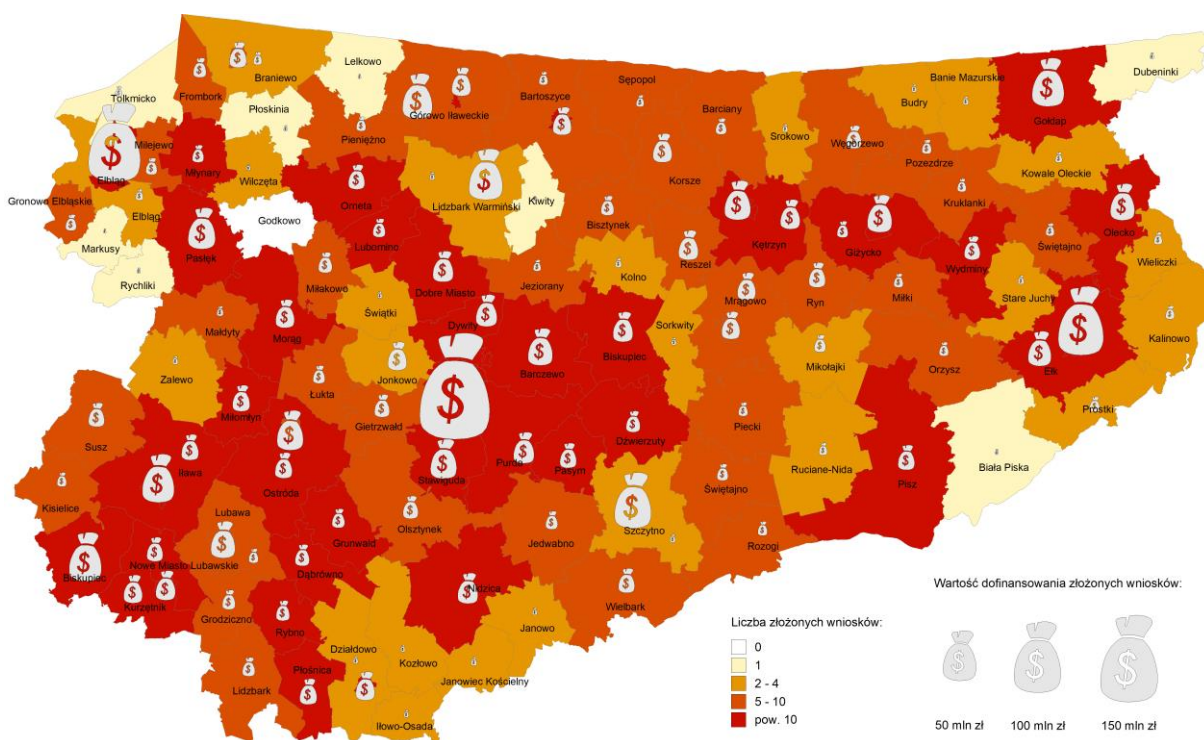 Lelkowo
Dubeninki
Tolkmicko
Frombork
Braniewo
Płoskinia
Sępopol
Bartoszyce
Górowo Iławeckie
Barciany
Banie Mazurskie
Budry
Gołdap
Srokowo
Węgorzewo
Pozezdrze
Kowale Oleckie
Milejewo
Młynary
Pieniężno
Elbląg
Wilczęta
Orneta
Lidzbark Warmiński
Kiwity
Korsze
Kruklanki
Gronowo Elbląskie
Elbląg
Godkowo
Bisztynek
Kętrzyn
Giżycko
Olecko
Świętajno
Markusy
Pasłęk
Lubomino
Reszel
Wydminy
Wieliczki
Rychliki
Miłakowo
Dobre Miasto
Jeziorany
Kolno
Mrągowo
Ryn
Miłki
Stare Juchy
Małdyty
Morąg
Świątki
Dywity
Sorkwity
Kalinowo
Biskupiec
Zalewo
Jonkowo
Barczewo
Mikołajki
Orzysz
Ełk
Łukta
Miłomłyn
Prostki
Susz
Gietrzwałd
Dźwierzuty
Piecki
Iława
Stawiguda
Purda
Pasym
Ruciane-Nida
Pisz
Biała Piska
Kisielice
Ostróda
Świętajno
Lubawa
Olsztynek
Szczytno
Grunwald
Jedwabno
Rozogi
Biskupiec
Nowe Miasto Lubawskie
Dąbrówno
Nidzica
Kurzętnik
Grodziczno
Wielbark
Rybno
Janowo
Działdowo
Kozłowo
Płośnica
Lidzbark
Janowiec Kościelny
Iłowo-Osada
Liczba złożonych wniosków:
0
1
2 - 4
5 - 10
pow. 10
Wartość dofinansowania złożonych wniosków:
50 mln zł
100 mln zł
150 mln zł